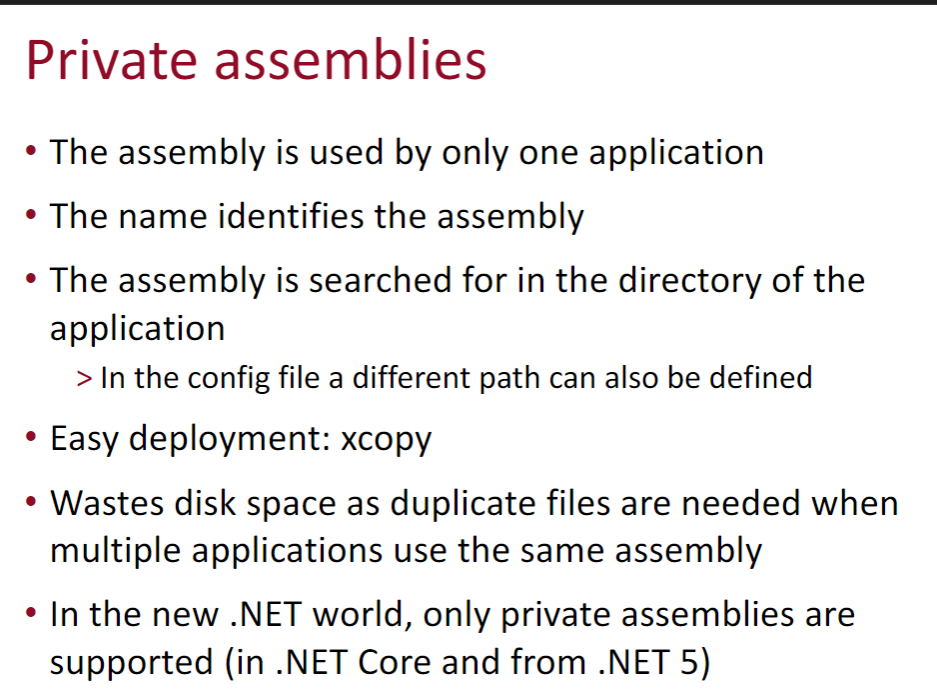 Private assemblies
• The assembly is used by only one application
• The name identifies the assembly
• The assembly is searched for in the directory of the
application
> In the config file a different path can also be defined
• Easy deployment: xcopy
• Wastes disk space as duplicate files are needed when
multiple applications use the same assembly
• In the new .NET world, only private assemblies are
supported (in .NET Core and from .NET 5)